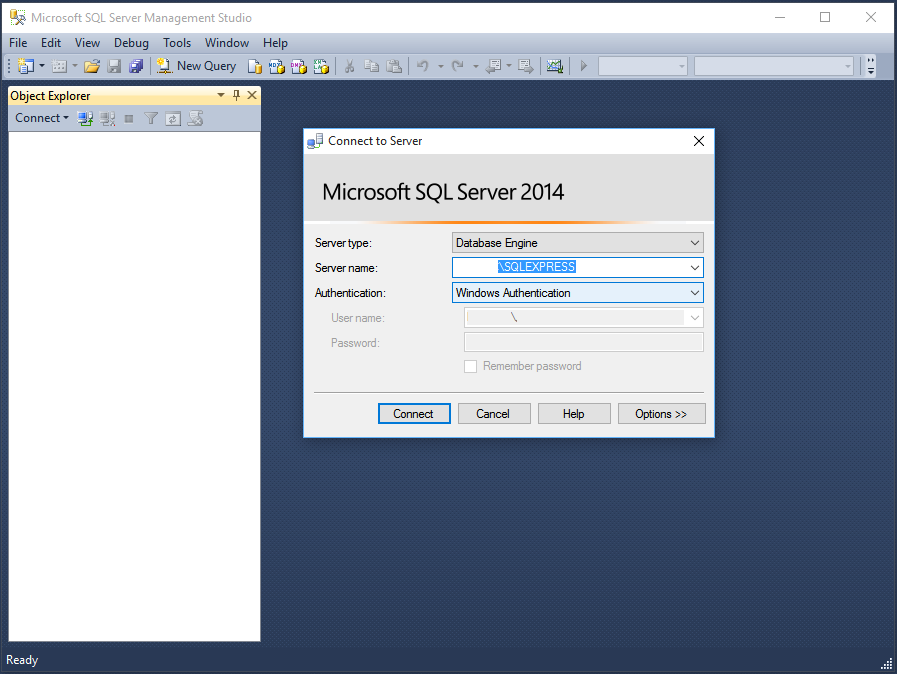 Microsoft SQL Server Management Studio
File Edit View Debug Tools Window Help
New Query
Object Explorer
Connect
Connect to Server
Microsoft SQL Server 2014
Server type: Database Engine
Server name: \SQLEXPRESS
Authentication: Windows Authentication
User name: \.
Password:
Remember password
Connect Cancel Help Options >>
Ready